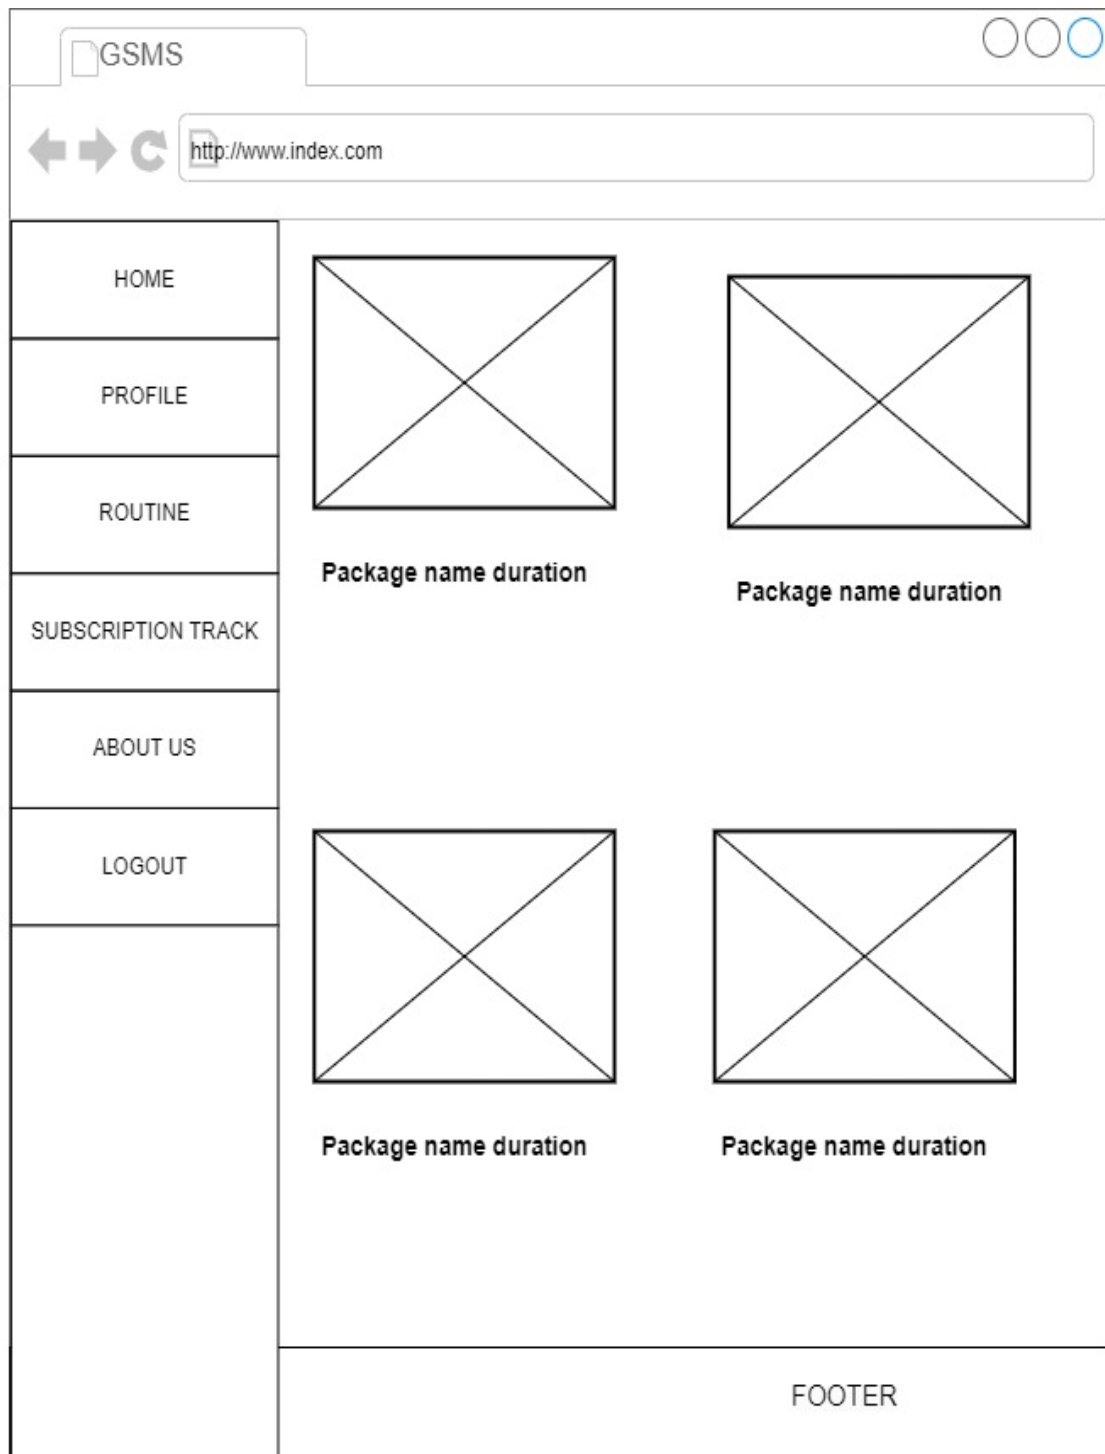 GSMS
http://www.index.com
HOME
PROFILE
ROUTINE
SUBSCRIPTION TRACK
ABOUT US
LOGOUT
Package name duration
Package name duration
Package name duration
Package name duration
FOOTER